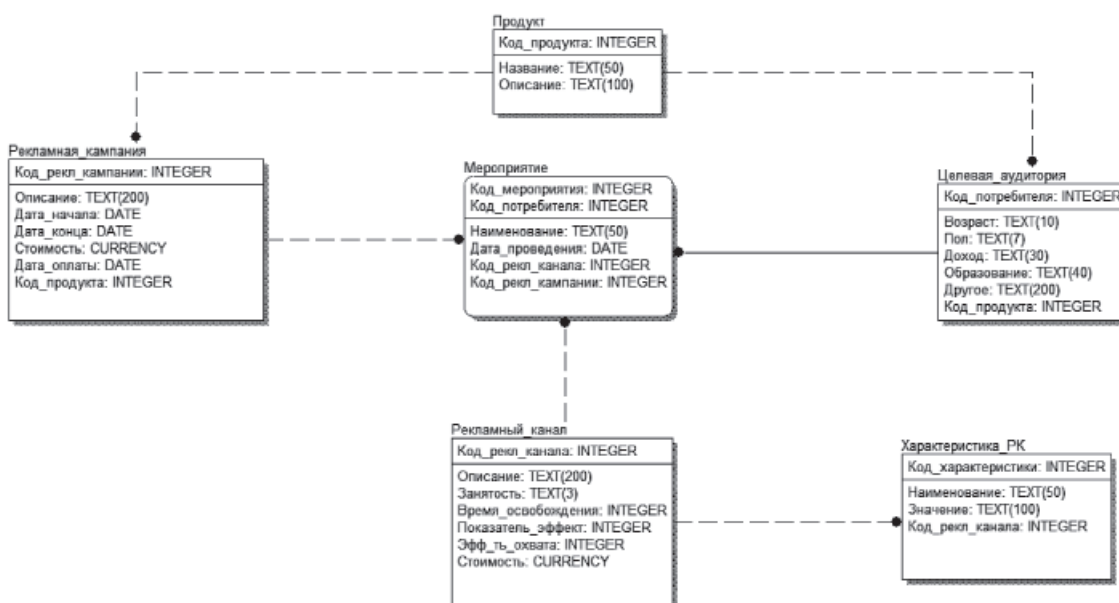 Продукт
Код_продукта: INTEGER
Название: TEXT(50)
Описание: TEXT(100)
Рекламная_кампания
Код_рекл_кампании: INTEGER
Описание: TEXT(200)
Дата_начала: DATE
Дата_конца: DATE
Стоимость: CURRENCY
Дата_оплаты: DATE
Код_продукта: INTEGER
Мероприятие
Код_мероприятия: INTEGER
Код_потребителя: INTEGER
Наименование: TEXT(50)
Дата_проведения: DATE
Код_рекл_канала: INTEGER
Код_рекл_кампании: INTEGER
Целевая_аудитория
Код_потребителя: INTEGER
Возраст: TEXT(10)
Пол: TEXT(7)
Доход: TEXT(30)
Образование: TEXT(40)
Другое: TEXT(200)
Код_продукта: INTEGER
Рекламный_канал
Код_рекл_канала: INTEGER
Описание: TEXT(200)
Занятость: TEXT(3)
Время_освобождения: INTEGER
Показатель_эффект: INTEGER
Эфф_ть_охвата: INTEGER
Стоимость: CURRENCY
Характеристика_РК
Код_характеристики: INTEGER
Наименование: TEXT(50)
Значение: TEXT(100)
Код_рекл_канала: INTEGER